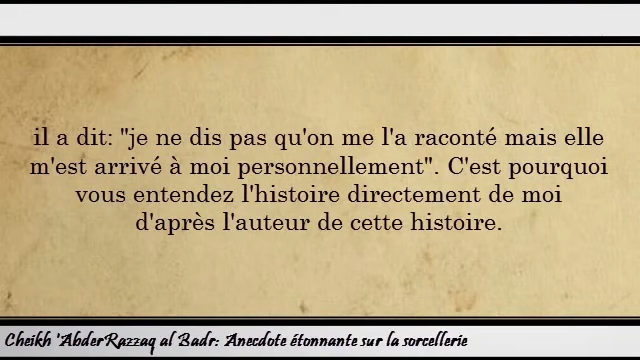 il a dit: "je ne dis pas qu'on me l'a raconté mais elle
m'est arrivé à moi personnellement". C'est pourquoi
vous entendez l'histoire directement de moi
d'après l'auteur de cette histoire.
Cheikh 'AbderRazzaq al Badr: Anecdote étonnante sur la sorcellerie